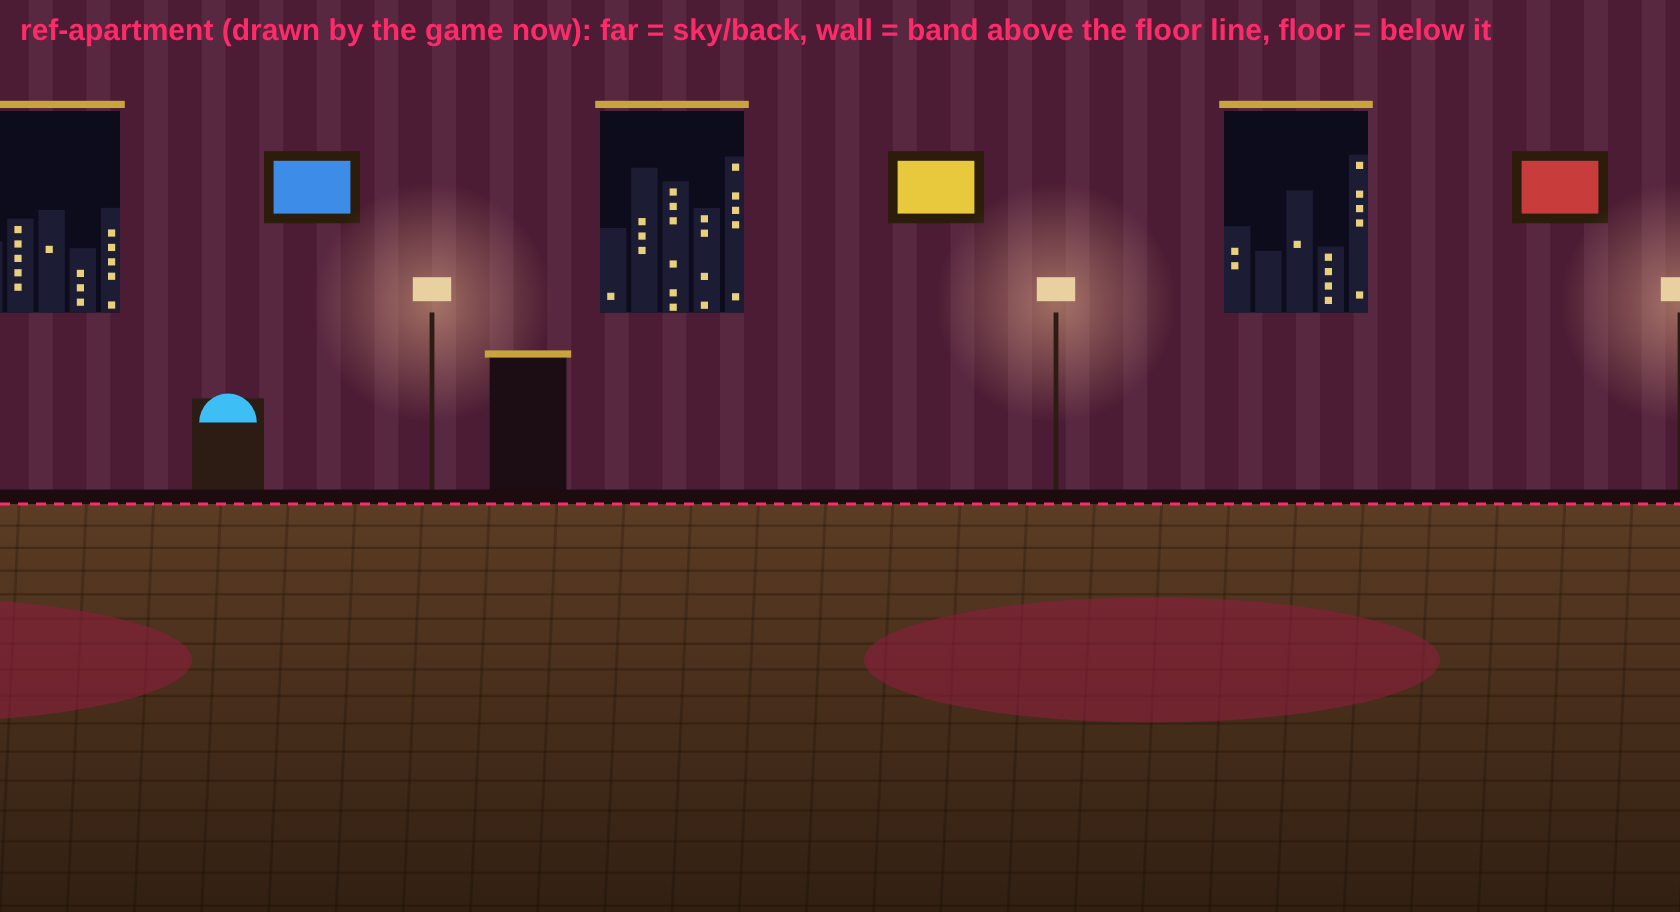 ref-apartment (drawn by the game now): far = sky/back, wall = band above the floor line, floor = below it